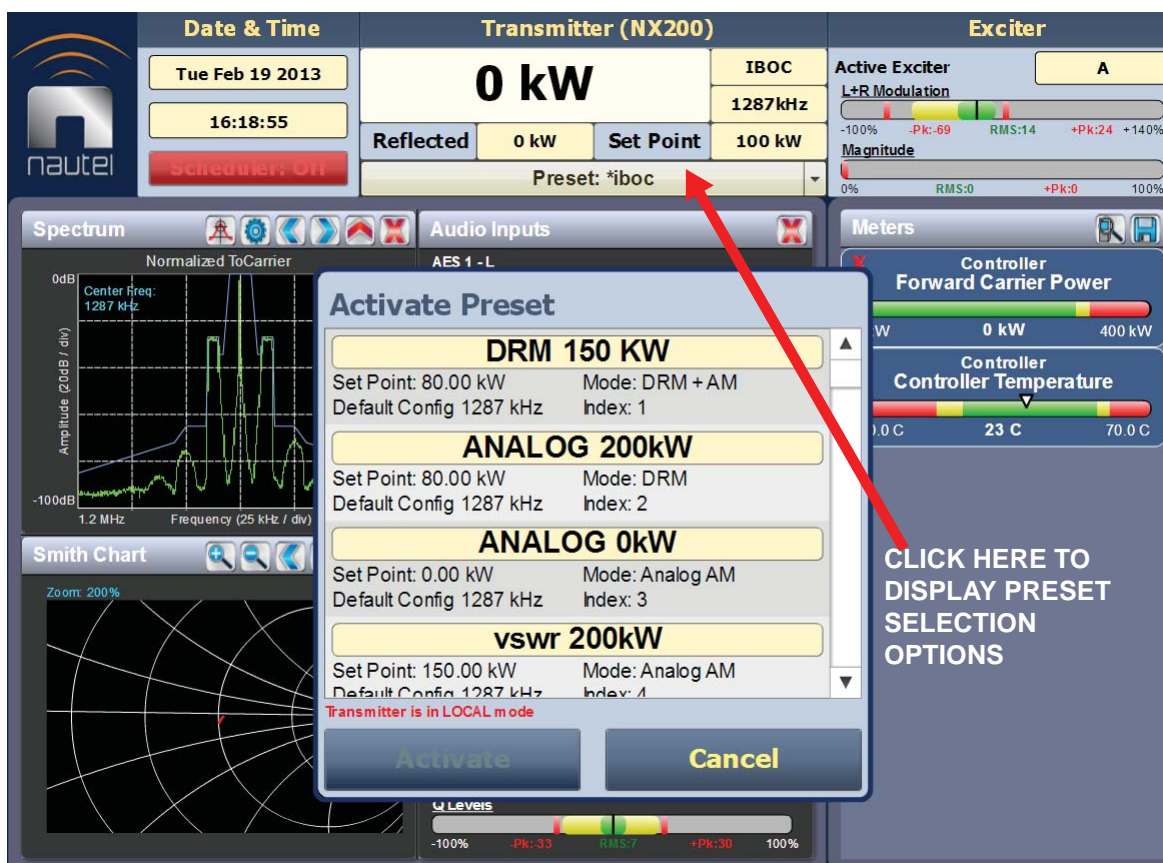 Date & Time
Transmitter (NX200)
Exciter
Tue Feb 19 2013
16:18:55
Scheduler: Off
nautel
0 kW
IBOC
1287kHz
Reflected 0 kW Set Point 100 kW
Preset: *iboc
Active Exciter A
L+R Modulation
-100% -Pk:-69 RMS:14 +Pk:24 +140%
Magnitude
0% RMS:0 +Pk:0 100%
Spectrum
Normalized ToCarrier
0dB
Center Freq:
1287 kHz
Amplitude (20dB / div)
-100dB
1.2 MHz Frequency (25 kHz / div)
Audio Inputs
AES 1 - L
Meters
Controller
Forward Carrier Power
0 kW 400 kW
Controller
Controller Temperature
23 C 70.0 C
Activate Preset
DRM 150 KW
Set Point: 80.00 kW Mode: DRM + AM
Default Config 1287 kHz Index: 1
ANALOG 200kW
Set Point: 80.00 kW Mode: DRM
Default Config 1287 kHz Index: 2
ANALOG 0kW
Set Point: 0.00 kW Mode: Analog AM
Default Config 1287 kHz Index: 3
vswr 200kW
Set Point: 150.00 kW Mode: Analog AM
Default Config 1287 kHz Index: 4
Transmitter is in LOCAL mode
Activate
Cancel
CLICK HERE TO
DISPLAY PRESET
SELECTION
OPTIONS
Smith Chart
Zoom: 200%
Q Levels
-100% -Pk:-33 RMS:7 +Pk:30 100%